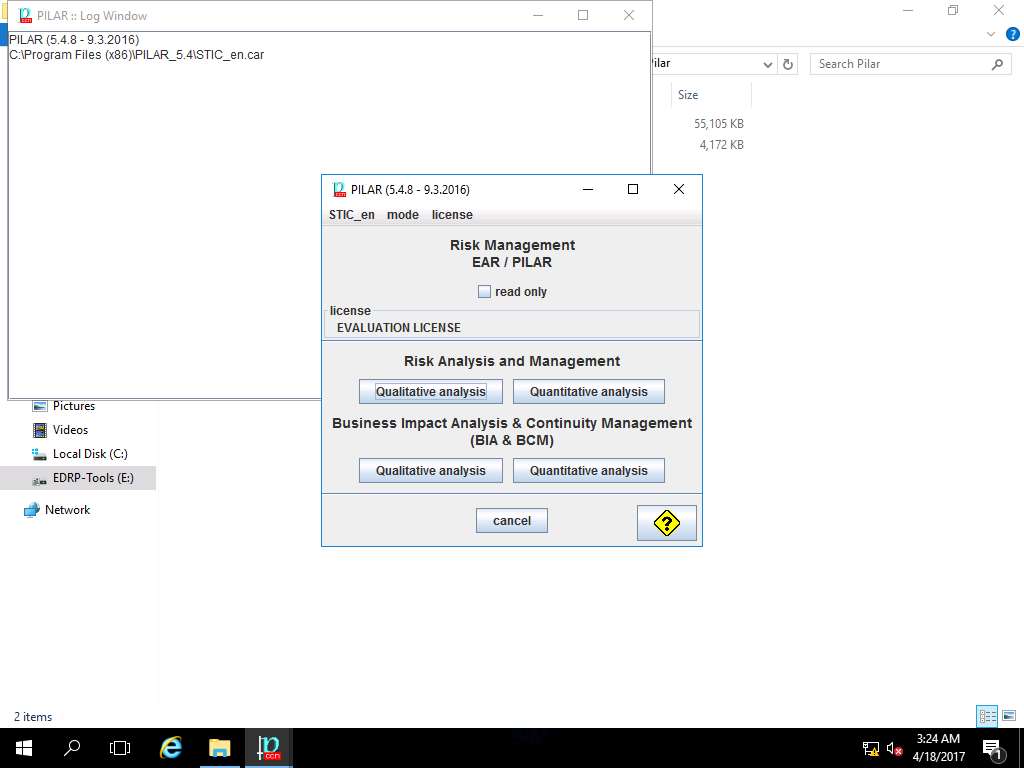 PILAR :: Log Window
PILAR (5.4.8 - 9.3.2016)
C:\Program Files (x86)\PILAR_5.4\STIC_en.car
Search Pilar
Size
55,105 KB
4,172 KB
PILAR (5.4.8 - 9.3.2016)
STIC_en mode license
Risk Management
EAR / PILAR
read only
license
EVALUATION LICENSE
Risk Analysis and Management
Qualitative analysis Quantitative analysis
Business Impact Analysis & Continuity Management
(BIA & BCM)
Qualitative analysis Quantitative analysis
cancel
?
Pictures
Videos
Local Disk (C:)
EDRP-Tools (E:)
Network
2 items
3:24 AM
4/18/2017
1